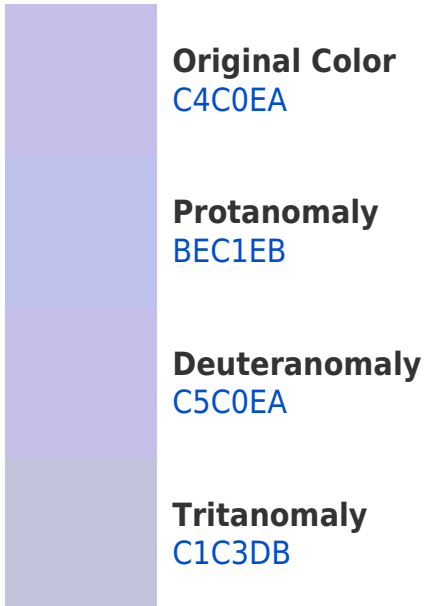 Original Color
C4C0EA
Protanomaly
BEC1EB
Deuteranomaly
C5C0EA
Tritanomaly
C1C3DB